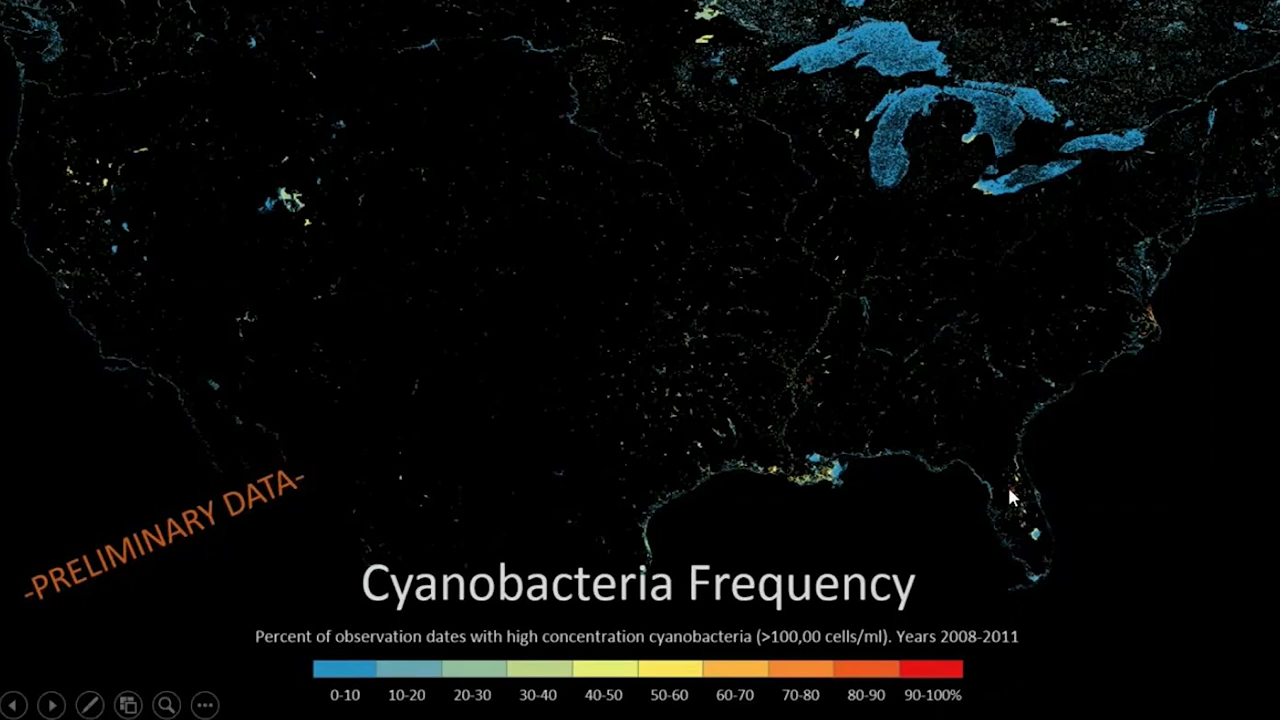 -PRELIMINARY DATA-
Cyanobacteria Frequency
Percent of observation dates with high concentration cyanobacteria (>100,00 cells/ml). Years 2008-2011
0-10 10-20 20-30 30-40 40-50 50-60 60-70 70-80 80-90 90-100%